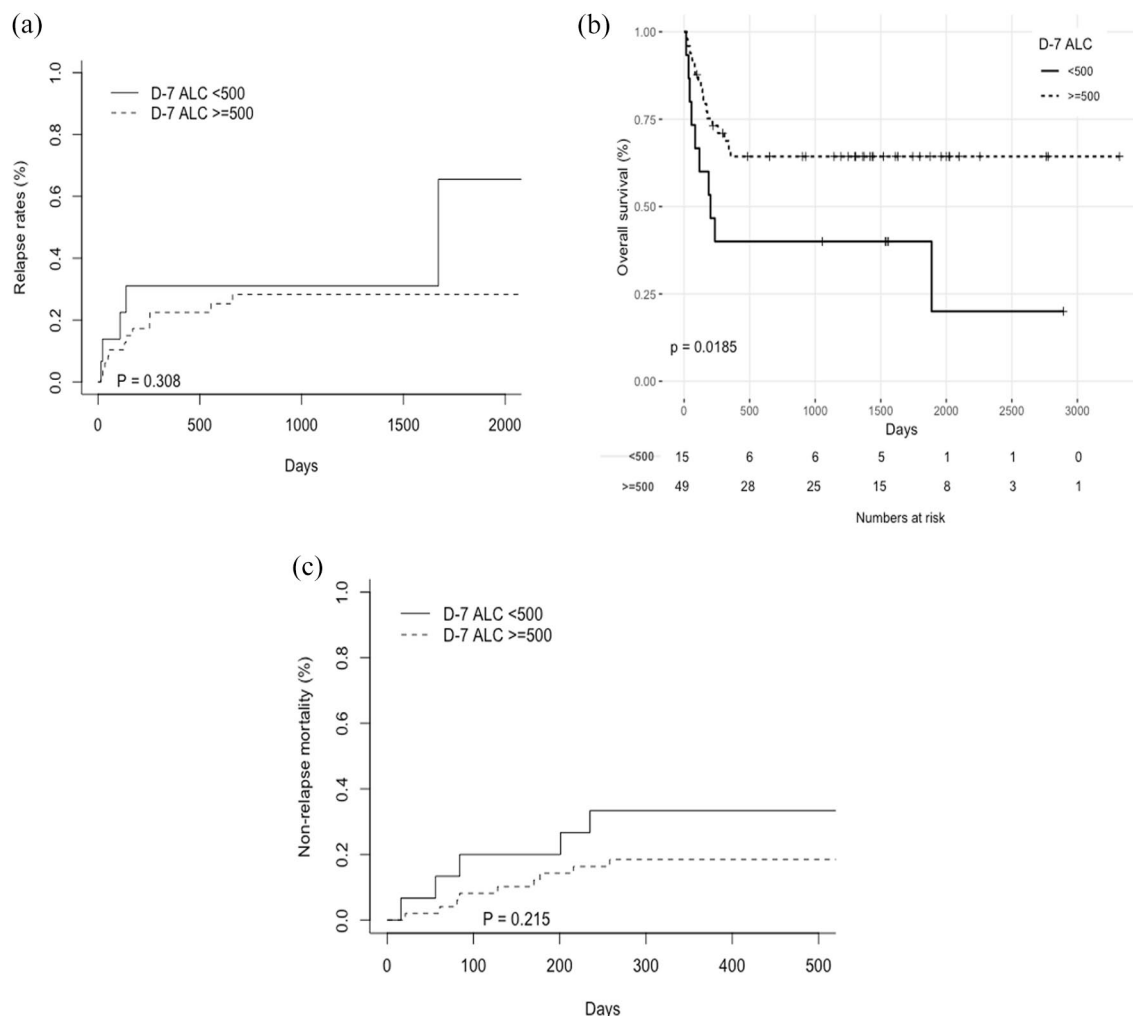 (a)
1.0
0.8
0.6
0.4
0.2
0.0
Relapse rates (%)
D-7 ALC <500
D-7 ALC >=500
P = 0.308
0 500 1000 1500 2000
Days
(b)
1.00
0.75
0.50
0.25
0.00
Overall survival (%)
D-7 ALC
<500
>=500
p = 0.0185
0 500 1000 1500 2000 2500 3000
Days
<500 15 6 6 5 1 1 0
>=500 49 28 25 15 8 3 1
Numbers at risk
(c)
1.0
0.8
0.6
0.4
0.2
0.0
Non-relapse mortality (%)
D-7 ALC <500
D-7 ALC >=500
P = 0.215
0 100 200 300 400 500
Days